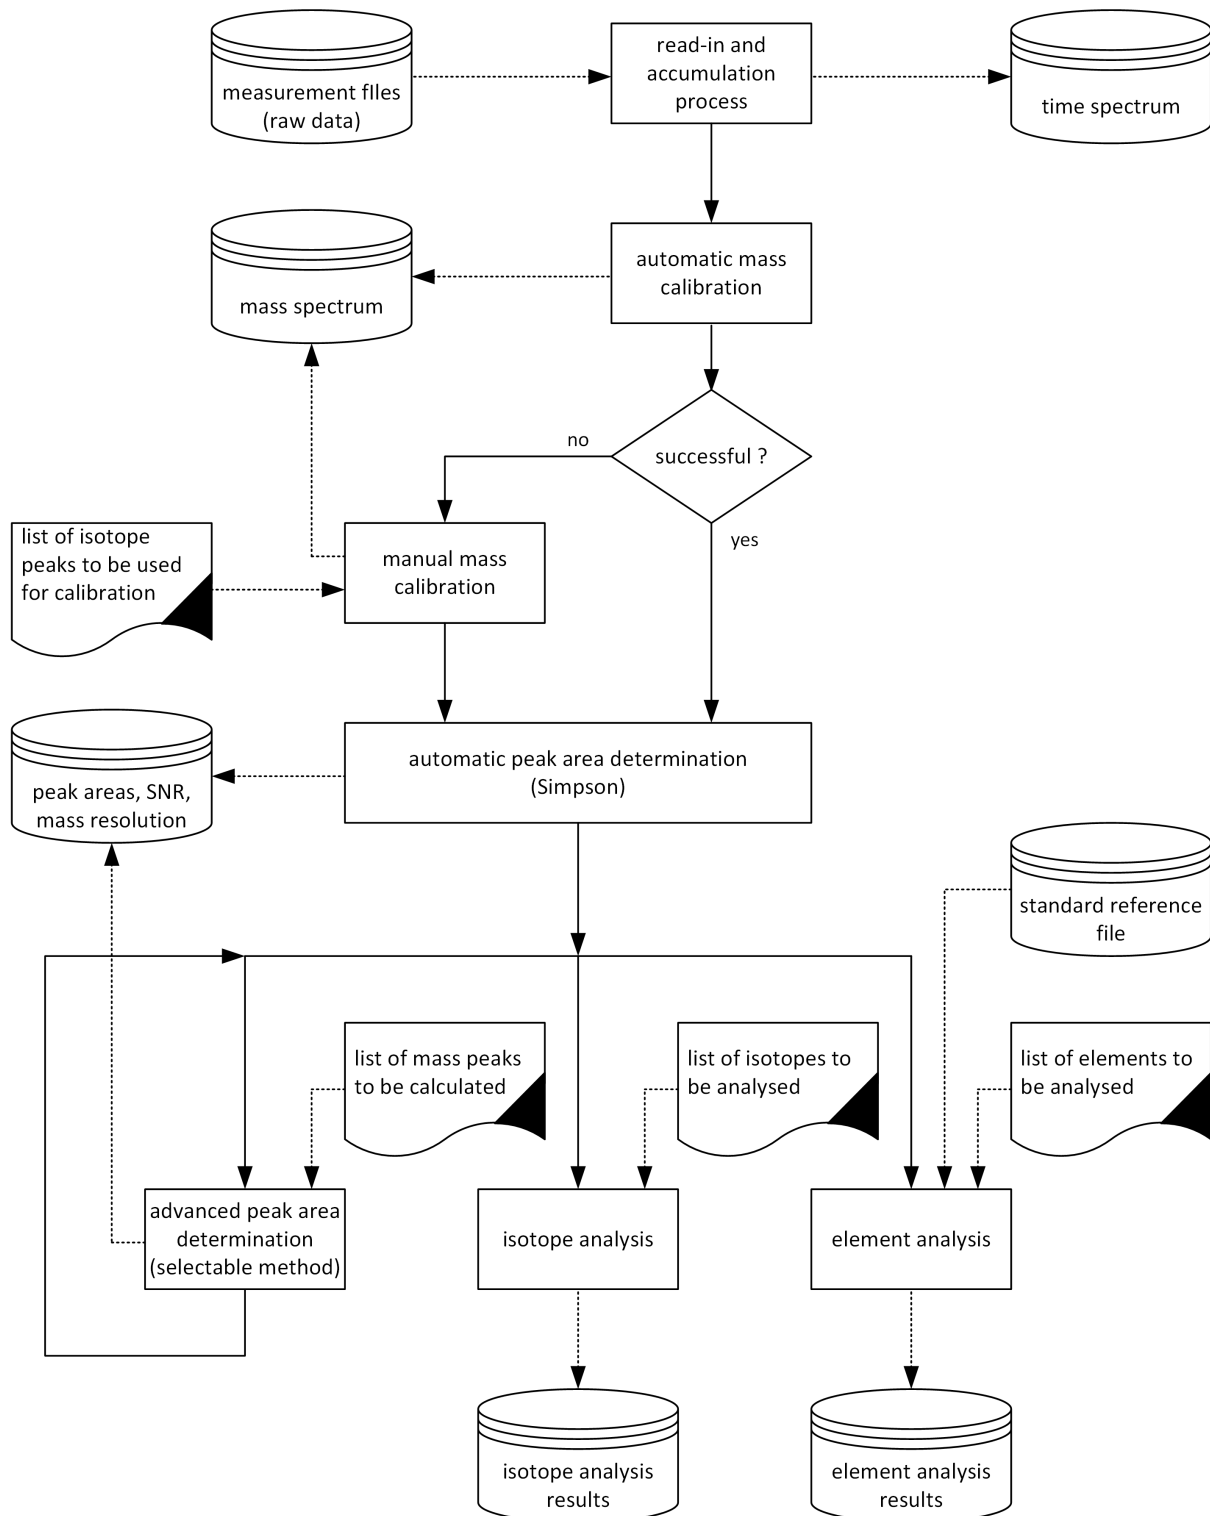 measurement fIles
(raw data)
read-in and
accumulation
process
time spectrum
mass spectrum
automatic mass
calibration
no
successful ?
yes
list of isotope
peaks to be used
for calibration
manual mass
calibration
peak areas, SNR,
mass resolution
automatic peak area determination
(Simpson)
standard reference
file
list of mass peaks
to be calculated
list of isotopes to
be analysed
list of elements to
be analysed
advanced peak area
determination
(selectable method)
isotope analysis
element analysis
isotope analysis
results
element analysis
results